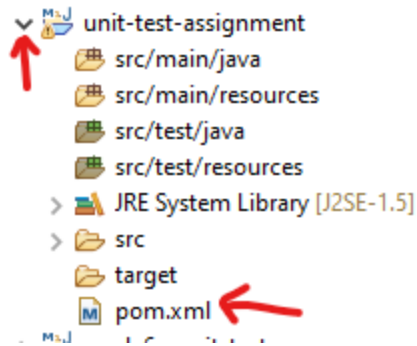 unit-test-assignment
src/main/java
src/main/resources
src/test/java
src/test/resources
JRE System Library [J2SE-1.5]
src
target
pom.xml